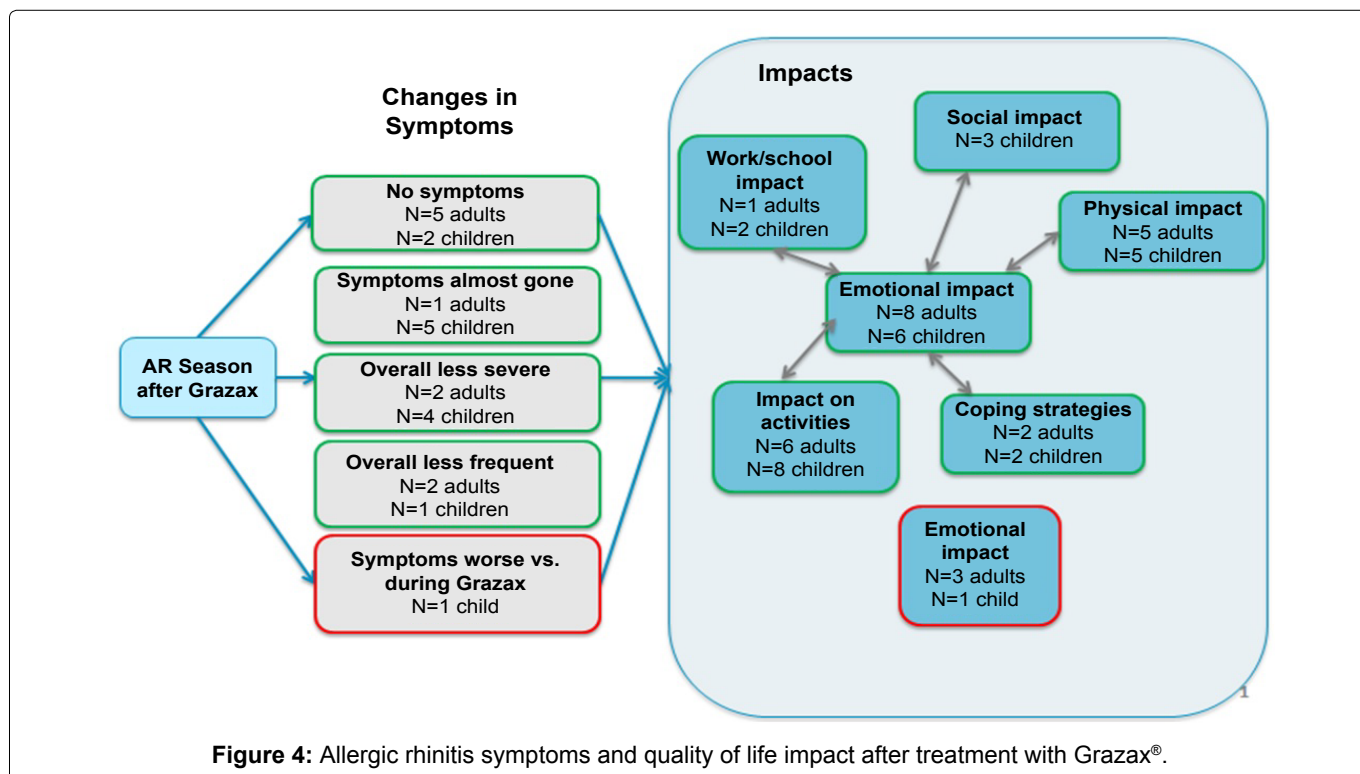 Changes in
Symptoms
Impacts
AR Season
after Grazax
No symptoms
N=5 adults
N=2 children
Symptoms almost gone
N=1 adults
N=5 children
Overall less severe
N=2 adults
N=4 children
Overall less frequent
N=2 adults
N=1 children
Symptoms worse vs.
during Grazax
N=1 child
Social impact
N=3 children
Work/school
impact
N=1 adults
N=2 children
Physical impact
N=5 adults
N=5 children
Emotional impact
N=8 adults
N=6 children
Impact on
activities
N=6 adults
N=8 children
Coping strategies
N=2 adults
N=2 children
Emotional
impact
N=3 adults
N=1 child
1
Figure 4: Allergic rhinitis symptoms and quality of life impact after treatment with Grazax®.